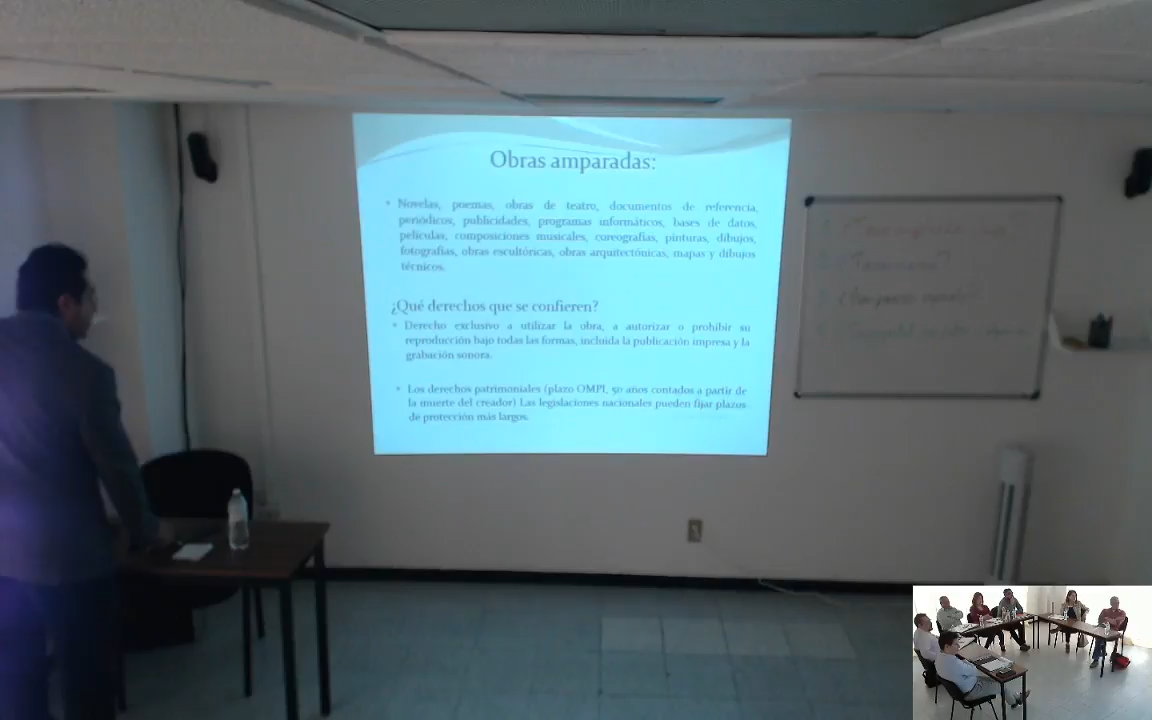 Obras amparadas:
• Novelas, poemas, obras de teatro, documentos de referencia,
periódicos, publicidades, programas informáticos, bases de datos,
películas, composiciones musicales, coreografías, pinturas, dibujos,
fotografías, obras escultóricas, obras arquitectónicas, mapas y dibujos
técnicos.
¿Qué derechos que se confieren?
• Derecho exclusivo a utilizar la obra, a autorizar o prohibir su
reproducción bajo todas las formas, incluida la publicación impresa y la
grabación sonora.
• Los derechos patrimoniales (plazo OMPI, 50 años contados a partir de
la muerte del creador) Las legislaciones nacionales pueden fijar plazos
de protección más largos.